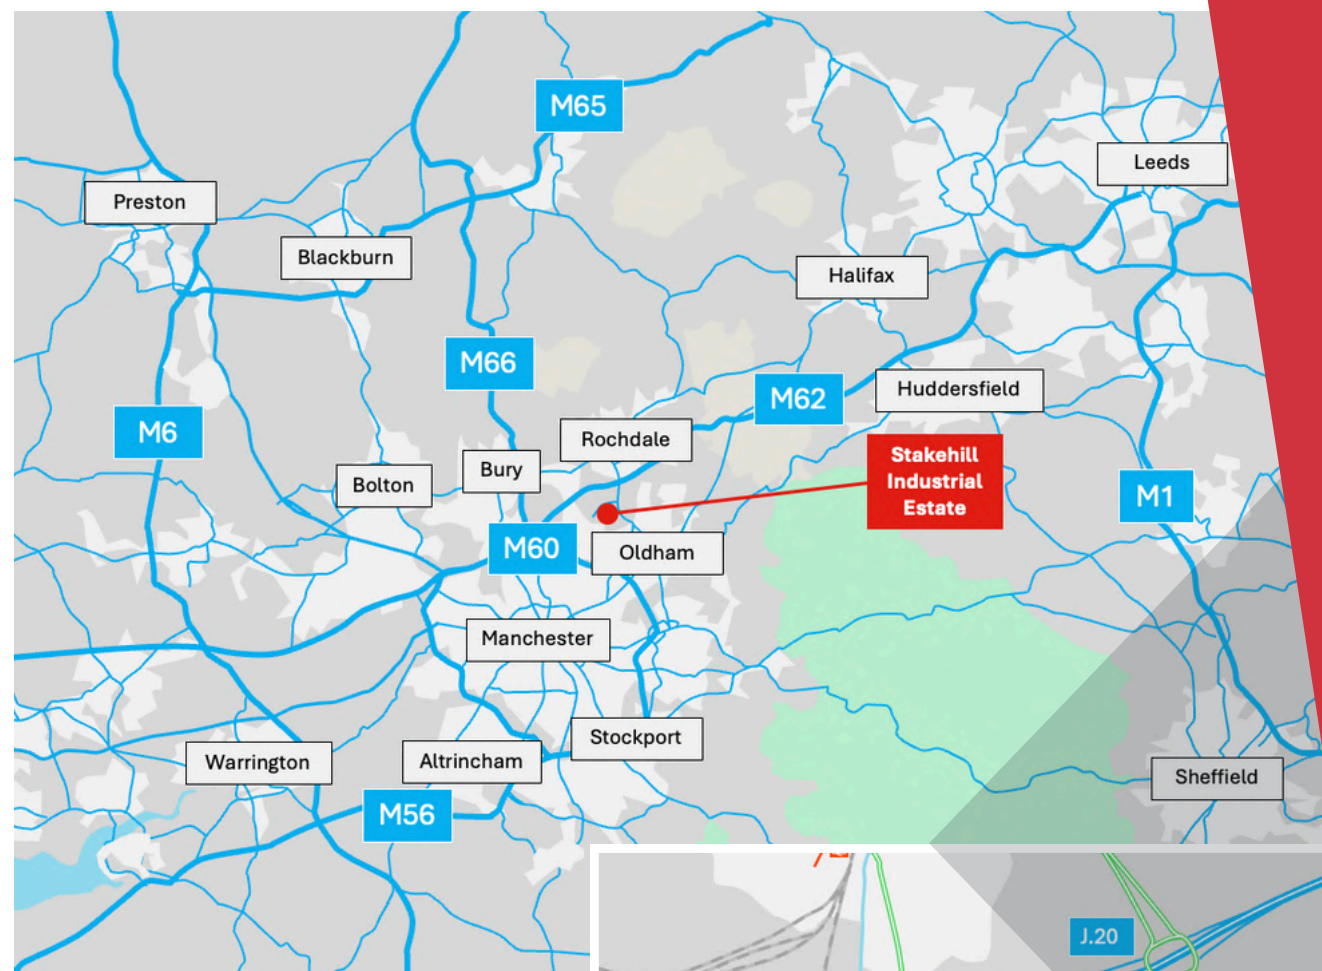 M65
Leeds
Preston
Blackburn
Halifax
M66
M62
Huddersfield
M6
Rochdale
Stakehill
Industrial
Estate
Bury
Bolton
M1
M60
Oldham
Manchester
Stockport
Altrincham
Warrington
Sheffield
M56
J.20